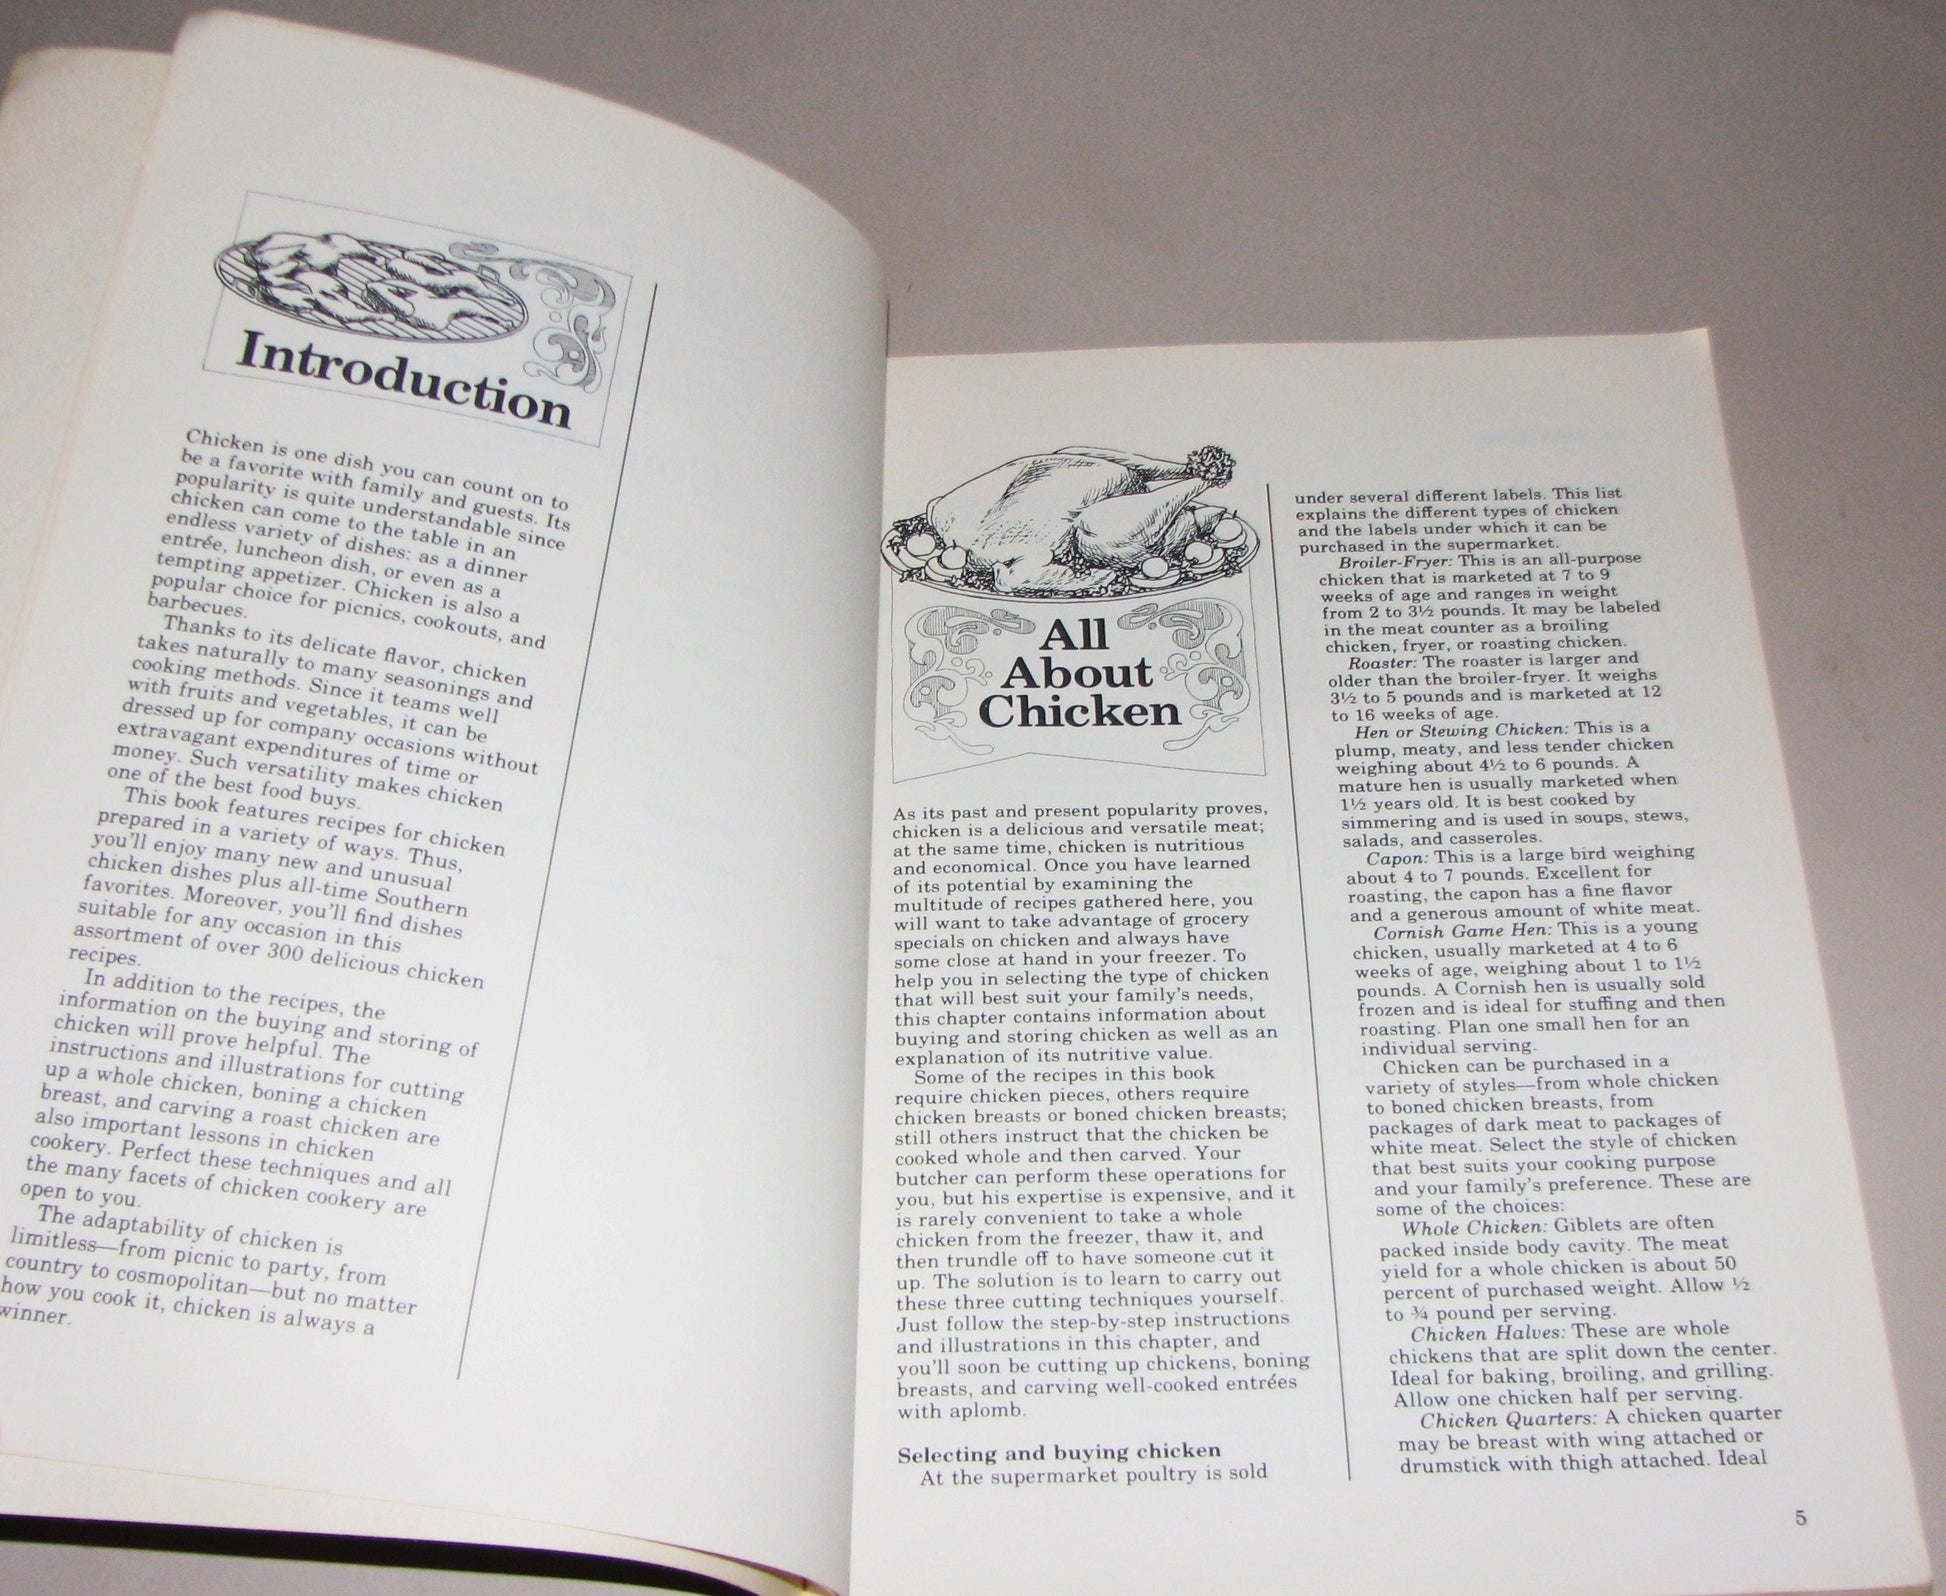 Introduction
Chicken is one dish you can count on to
be a favorite with family and guests. Its
popularity is quite understandable since
chicken can come to the table in an
endless variety of dishes: as a dinner
entrée, luncheon dish, or even as a
tempting appetizer. Chicken is also a
popular choice for picnics, cookouts, and
barbecues.
Thanks to its delicate flavor, chicken
takes naturally to many seasonings and
cooking methods. Since it teams well
with fruits and vegetables, it can be
dressed up for company occasions without
extravagant expenditures of time or
money. Such versatility makes chicken
one of the best food buys.
This book features recipes for chicken
prepared in a variety of ways. Thus,
you'll enjoy many new and unusual
chicken dishes plus all-time Southern
favorites. Moreover, you'll find dishes
suitable for any occasion in this
assortment of over 300 delicious chicken
recipes.
In addition to the recipes, the
information on the buying and storing of
chicken will prove helpful. The
instructions and illustrations for cutting
up a whole chicken, boning a chicken
breast, and carving a roast chicken are
also important lessons in chicken
cookery. Perfect these techniques and all
the many facets of chicken cookery are
open to you.
The adaptability of chicken is
limitless—from picnic to party, from
country to cosmopolitan—but no matter
how you cook it, chicken is always a
winner.
All
About
Chicken
As its past and present popularity proves,
chicken is a delicious and versatile meat;
at the same time, chicken is nutritious
and economical. Once you have learned
of its potential by examining the
multitude of recipes gathered here, you
will want to take advantage of grocery
specials on chicken and always have
some close at hand in your freezer. To
help you in selecting the type of chicken
that will best suit your family's needs,
this chapter contains information about
buying and storing chicken as well as an
explanation of its nutritive value.
Some of the recipes in this book
require chicken pieces, others require
chicken breasts or boned chicken breasts;
still others instruct that the chicken be
cooked whole and then carved. Your
butcher can perform these operations for
you, but his expertise is expensive, and it
is rarely convenient to take a whole
chicken from the freezer, thaw it, and
then trundle off to have someone cut it
up. The solution is to learn to carry out
these three cutting techniques yourself.
Just follow the step-by-step instructions
and illustrations in this chapter, and
you'll soon be cutting up chickens, boning
breasts, and carving well-cooked entrées
with aplomb.
Selecting and buying chicken
At the supermarket poultry is sold
under several different labels. This list
explains the different types of chicken
and the labels under which it can be
purchased in the supermarket.
Broiler-Fryer: This is an all-purpose
chicken that is marketed at 7 to 9
weeks of age and ranges in weight
from 2 to 3½ pounds. It may be labeled
in the meat counter as a broiling
chicken, fryer, or roasting chicken.
Roaster: The roaster is larger and
older than the broiler-fryer. It weighs
3½ to 5 pounds and is marketed at 12
to 16 weeks of age.
Hen or Stewing Chicken: This is a
plump, meaty, and less tender chicken
weighing about 4½ to 6 pounds. A
mature hen is usually marketed when
1½ years old. It is best cooked by
simmering and is used in soups, stews,
salads, and casseroles.
Capon: This is a large bird weighing
about 4 to 7 pounds. Excellent for
roasting, the capon has a fine flavor
and a generous amount of white meat.
Cornish Game Hen: This is a young
chicken, usually marketed at 4 to 6
weeks of age, weighing about 1 to 1½
pounds. A Cornish hen is usually sold
frozen and is ideal for stuffing and then
roasting. Plan one small hen for an
individual serving.
Chicken can be purchased in a
variety of styles—from whole chicken
to boned chicken breasts, from
packages of dark meat to packages of
white meat. Select the style of chicken
that best suits your cooking purpose
and your family's preference. These are
some of the choices:
Whole Chicken: Giblets are often
packed inside body cavity. The meat
yield for a whole chicken is about 50
percent of purchased weight. Allow ½
to ¾ pound per serving.
Chicken Halves: These are whole
chickens that are split down the center.
Ideal for baking, broiling, and grilling.
Allow one chicken half per serving.
Chicken Quarters: A chicken quarter
may be breast with wing attached or
drumstick with thigh attached. Ideal
5